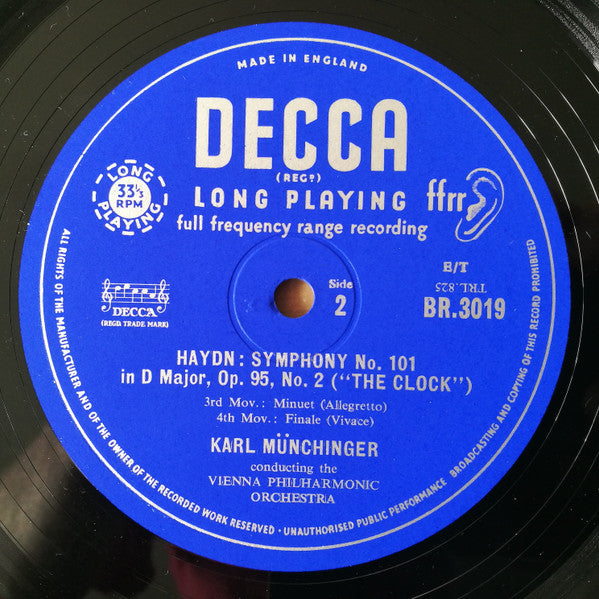 MADE IN ENGLAND
DECCA
(REGD.)
LONG PLAYING
ffrr
full frequency range recording
LONG PLAYING
33⅓ RPM
DECCA
(REGD. TRADE MARK)
Side
2
E/T
TRL.825
BR.3019
HAYDN: SYMPHONY No. 101
in D Major, Op. 95, No. 2 ("THE CLOCK")
3rd Mov.: Minuet (Allegretto)
4th Mov.: Finale (Vivace)
KARL MÜNCHINGER
conducting the
VIENNA PHILHARMONIC
ORCHESTRA
ALL RIGHTS OF THE MANUFACTURER AND OF THE OWNER OF THE RECORDED WORK RESERVED · UNAUTHORISED PUBLIC PERFORMANCE BROADCASTING AND COPYING OF THIS RECORD PROHIBITED